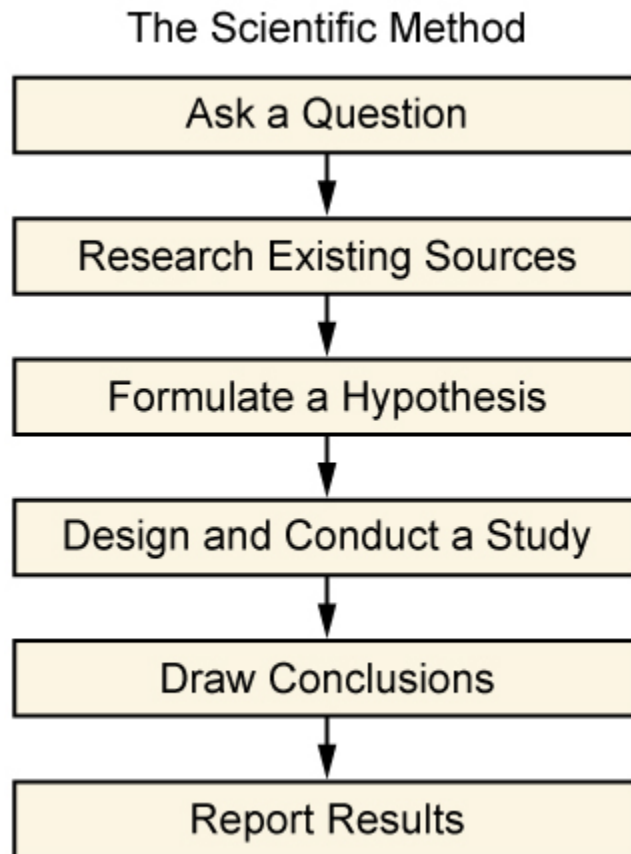 The Scientific Method
Ask a Question
Research Existing Sources
Formulate a Hypothesis
Design and Conduct a Study
Draw Conclusions
Report Results